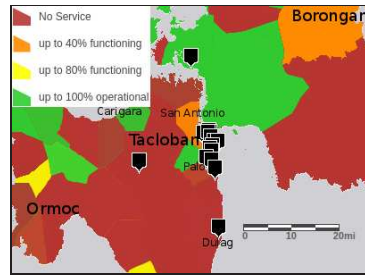 No Service
up to 40% functioning
up to 80% functioning
up to 100% operational
Borongan
Carigara
San Antonio
Tacloban
Palo
Ormoc
Dulag
0 10 20mi